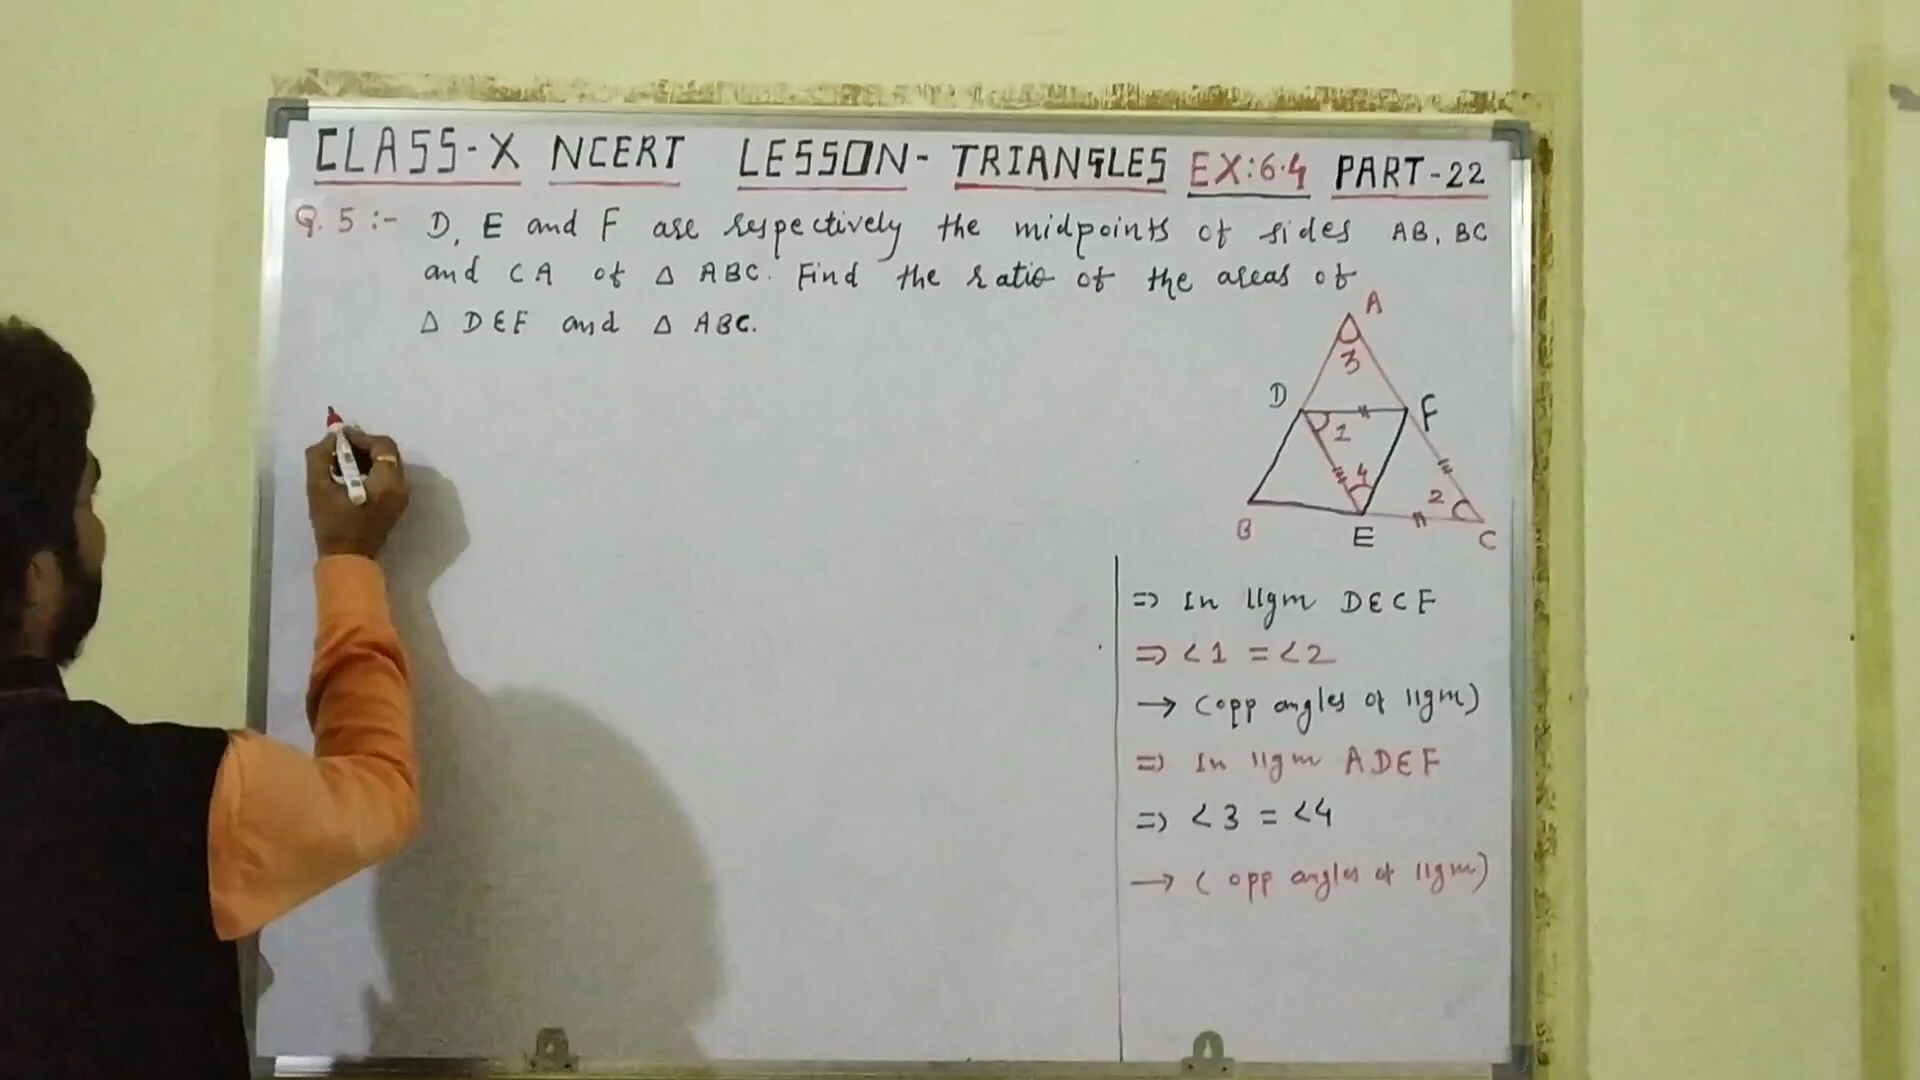 CLASS-X NCERT LESSON- TRIANGLES EX:6.4 PART-22
Q.5:- D, E and F are respectively the midpoints of sides AB, BC
and CA of Δ ABC. Find the ratio of the areas of
Δ DEF and Δ ABC.
A
3
D
F
1
4
2
B
E
C
=> In llgm DECF
=> <1 = <2
→ (opp angles of llgm)
=> In llgm ADEF
=> <3 = <4
→ (opp angles of llgm)